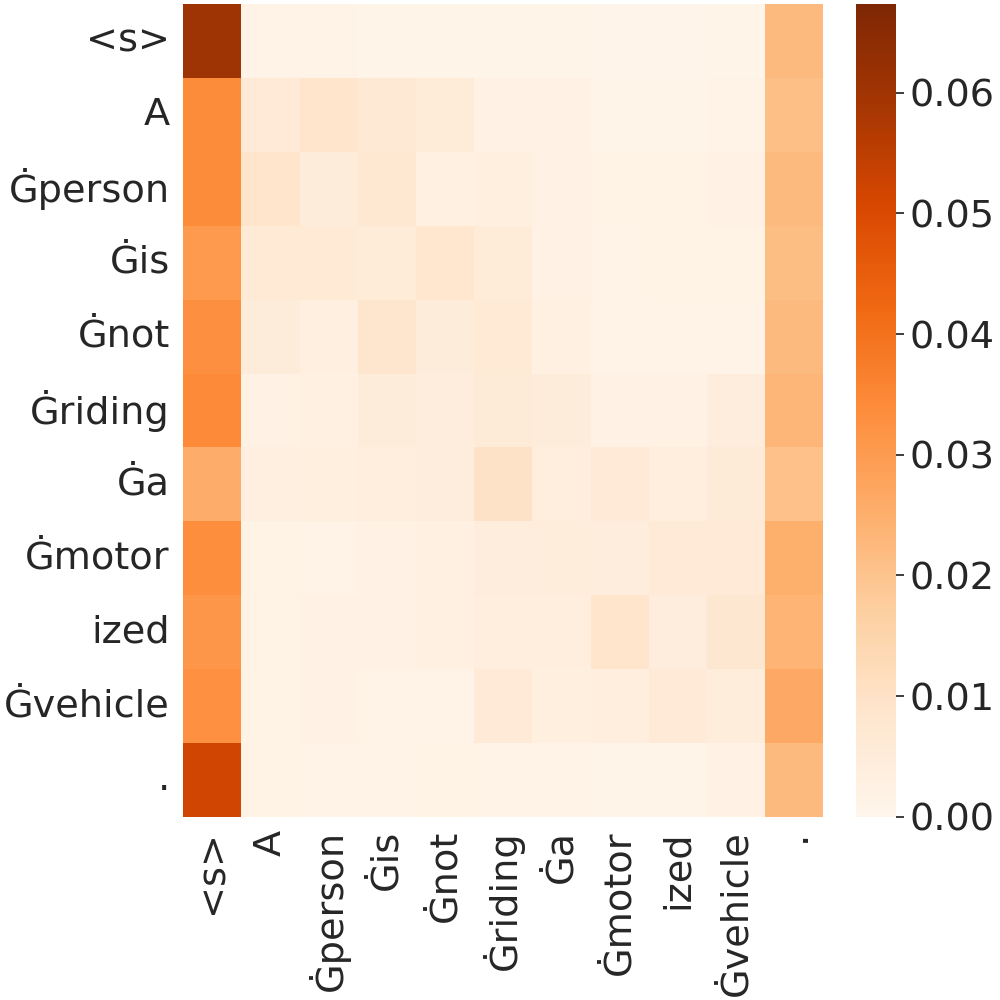 <s>
A
Ġperson
Ġis
Ġnot
Ġriding
Ġa
Ġmotor
ized
Ġvehicle
.
<s>
A
Ġperson
Ġis
Ġnot
Ġriding
Ġa
Ġmotor
ized
Ġvehicle
.
0.06
0.05
0.04
0.03
0.02
0.01
0.00